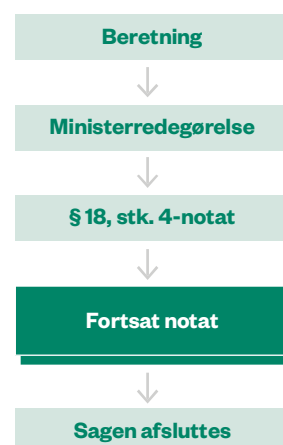 Beretning
Ministerredegørelse
§ 18, stk. 4-notat
Fortsat notat
Sagen afsluttes